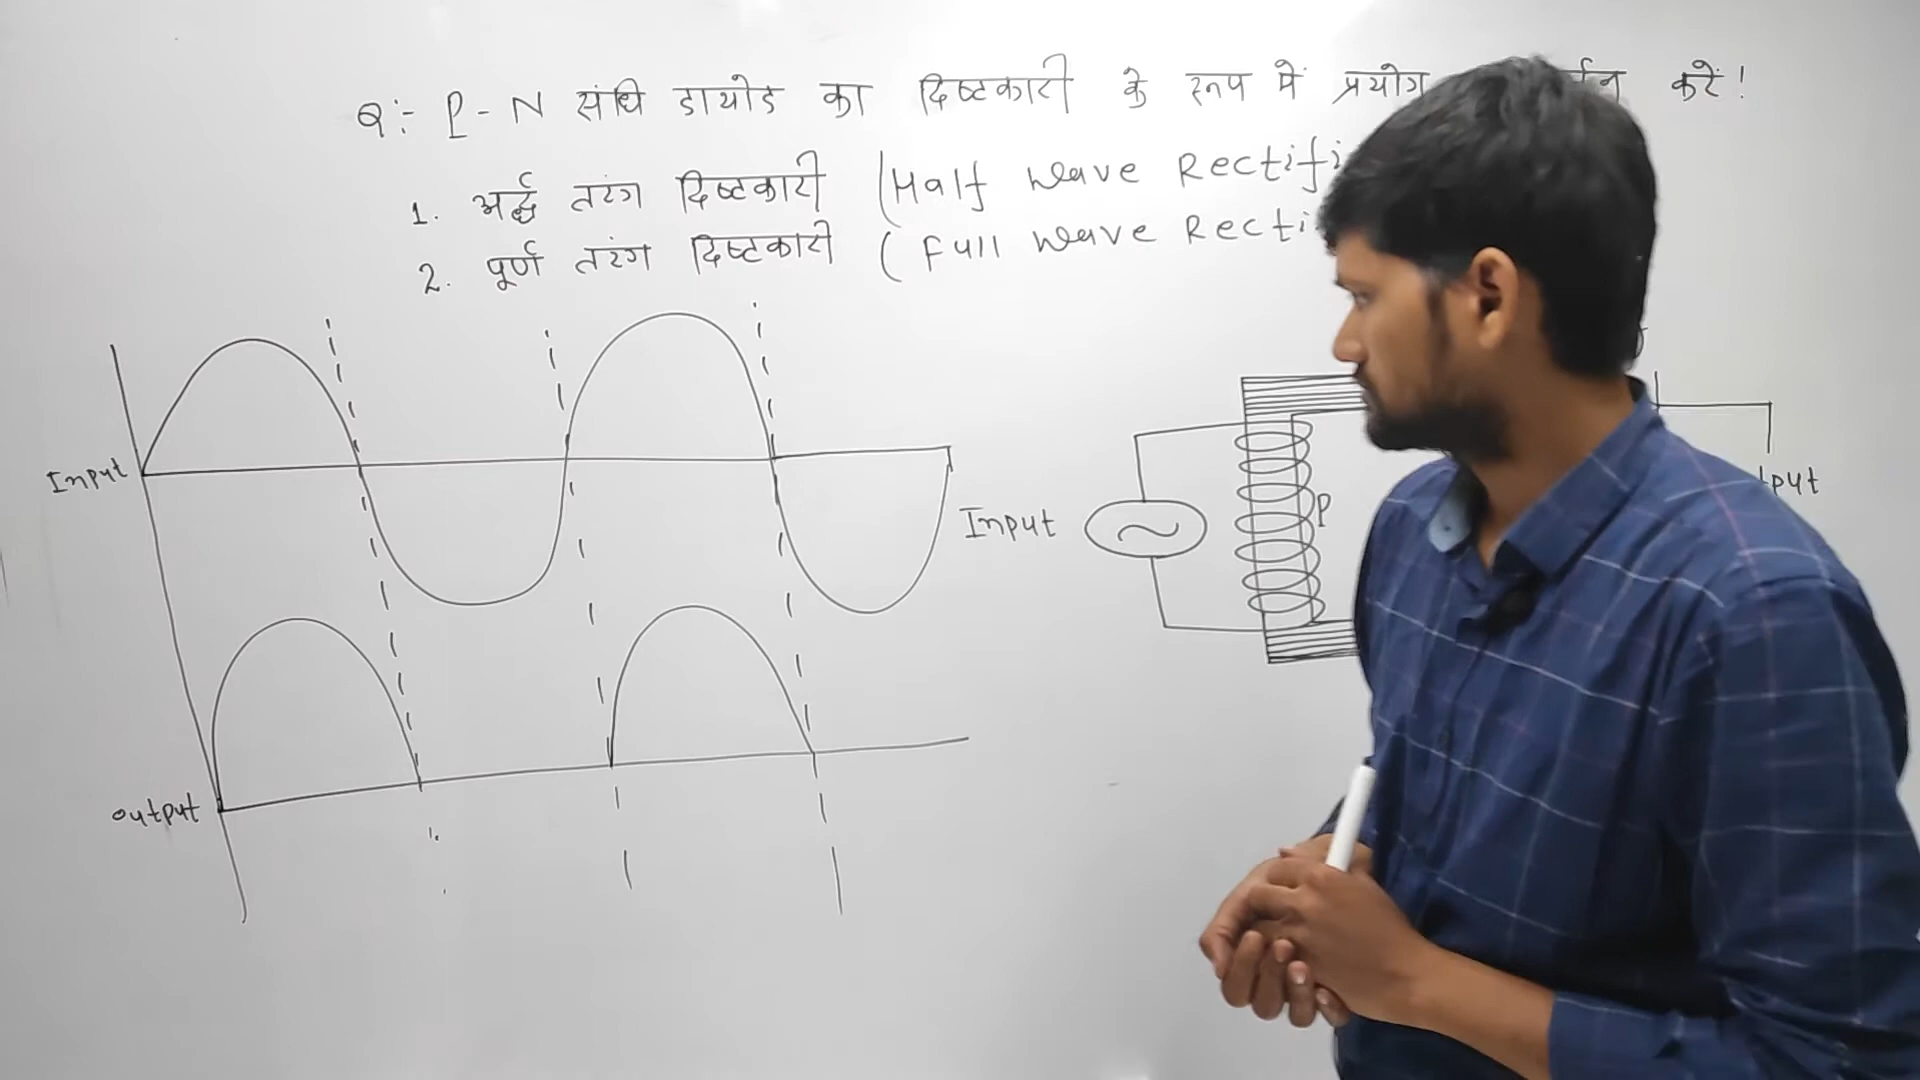 Q:- P-N संधि डायोड का दिष्टकारी के रूप में प्रयोग करें!
1. अर्द्ध तरंग दिष्टकारी (Half Wave Rectifi
2. पूर्ण तरंग दिष्टकारी (Full Wave Recti
Input
Input
P
tput
output